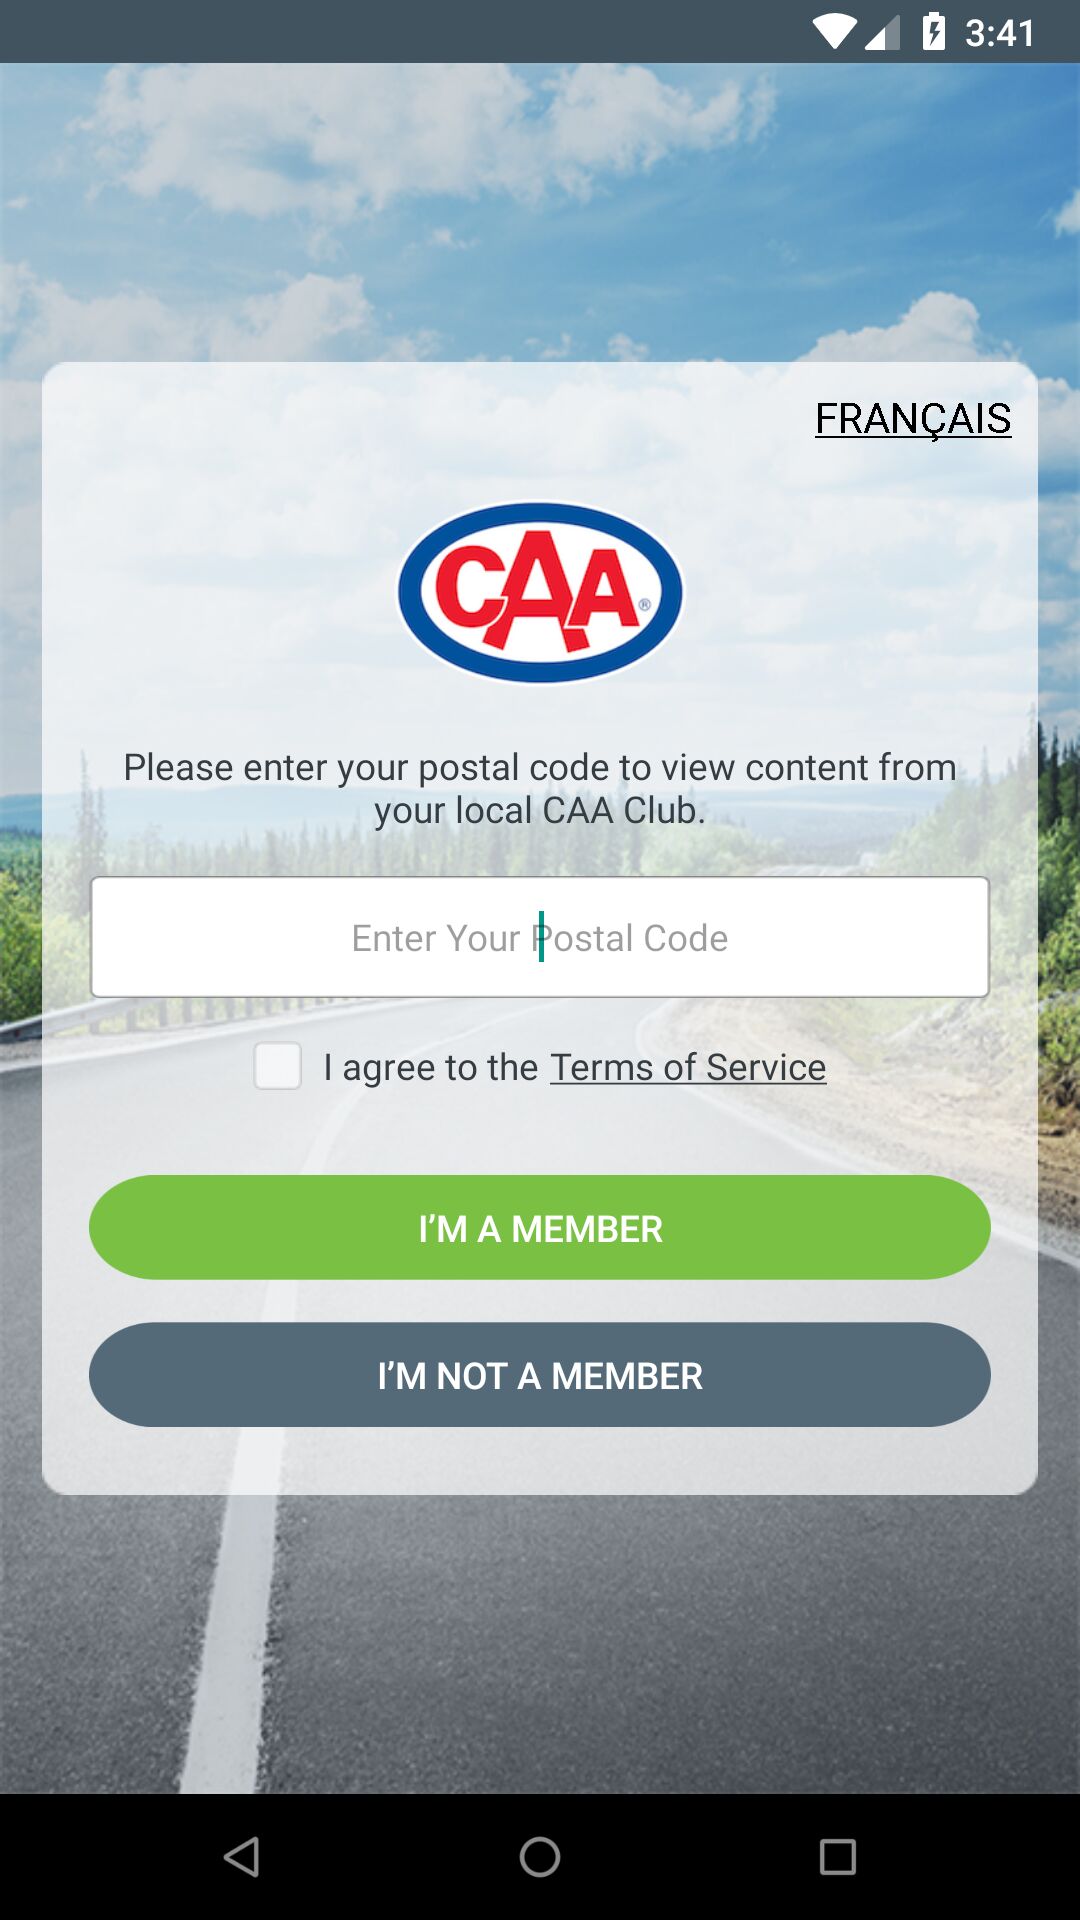 3:41
FRANÇAIS
CAA®
Please enter your postal code to view content from
your local CAA Club.
Enter Your Postal Code
I agree to the Terms of Service
I’M A MEMBER
I’M NOT A MEMBER